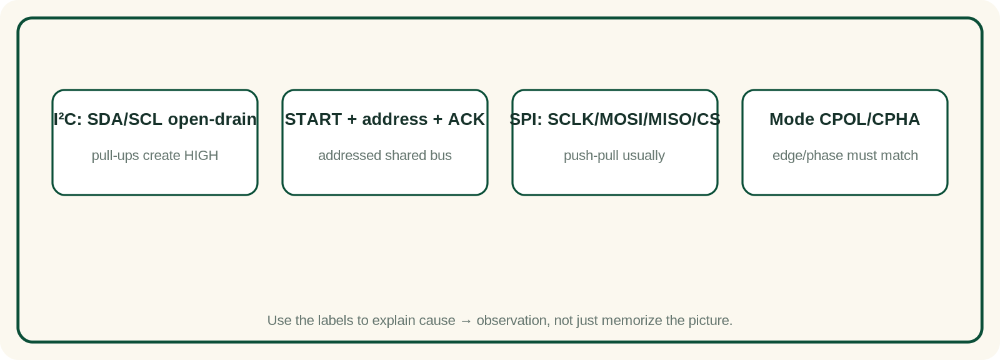 I²C: SDA/SCL open-drain
pull-ups create HIGH
START + address + ACK
addressed shared bus
SPI: SCLK/MOSI/MISO/CS
push-pull usually
Mode CPOL/CPHA
edge/phase must match
Use the labels to explain cause → observation, not just memorize the picture.